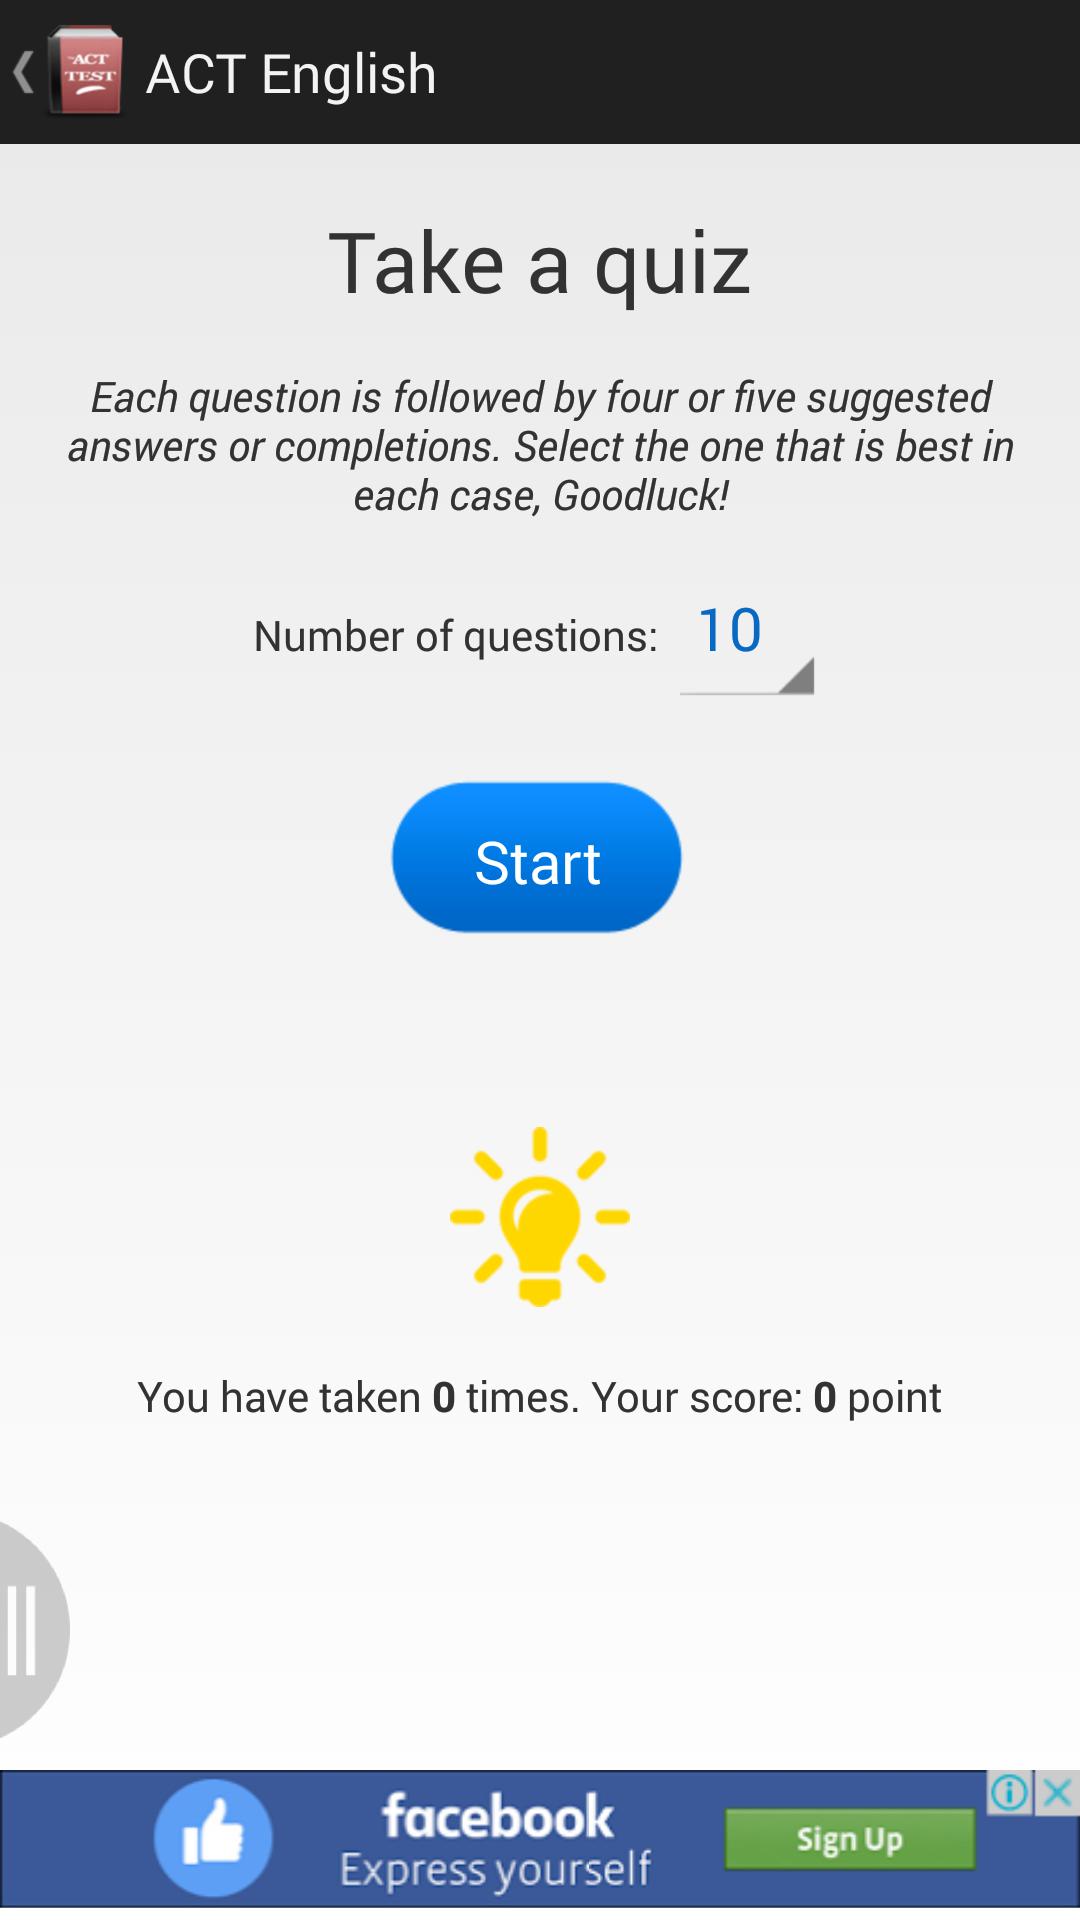 ACT
TEST
ACT English
Take a quiz
Each question is followed by four or five suggested
answers or completions. Select the one that is best in
each case, Goodluck!
Number of questions: 10
Start
You have taken 0 times. Your score: 0 point
facebook
Express yourself
Sign Up